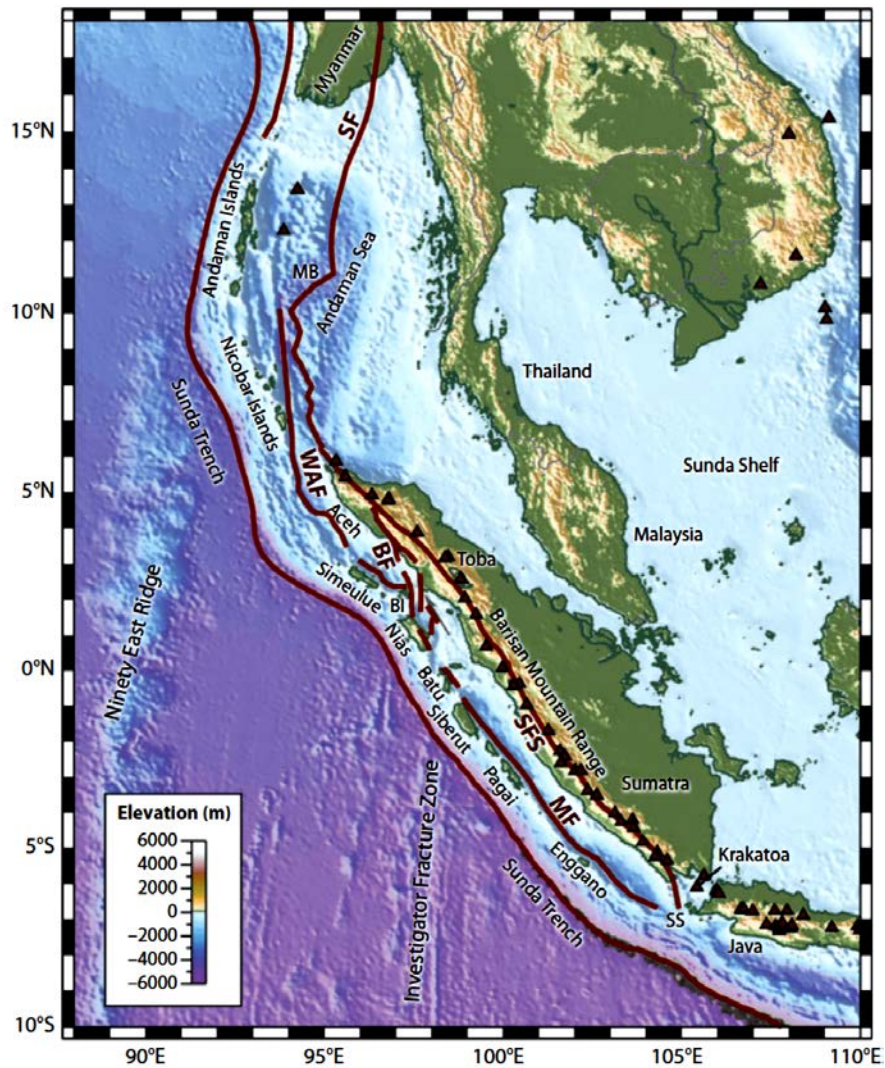 Myanmar
SF
15°N
Andaman Islands
MB
Andaman Sea
10°N
Nicobar Islands
Thailand
Sunda Trench
Sunda Shelf
5°N
WAF
Aceh
Malaysia
BF
Toba
Simeulue
BI
Ninety East Ridge
Nias
Barisan Mountain Range
0°N
Batu
SFS
Siberut
Sumatra
Pagai
MF
Investigator Fracture Zone
Elevation (m)
6000
4000
2000
0
−2000
−4000
−6000
5°S
Enggano
Krakatoa
Sunda Trench
SS
Java
10°S
90°E
95°E
100°E
105°E
110°E